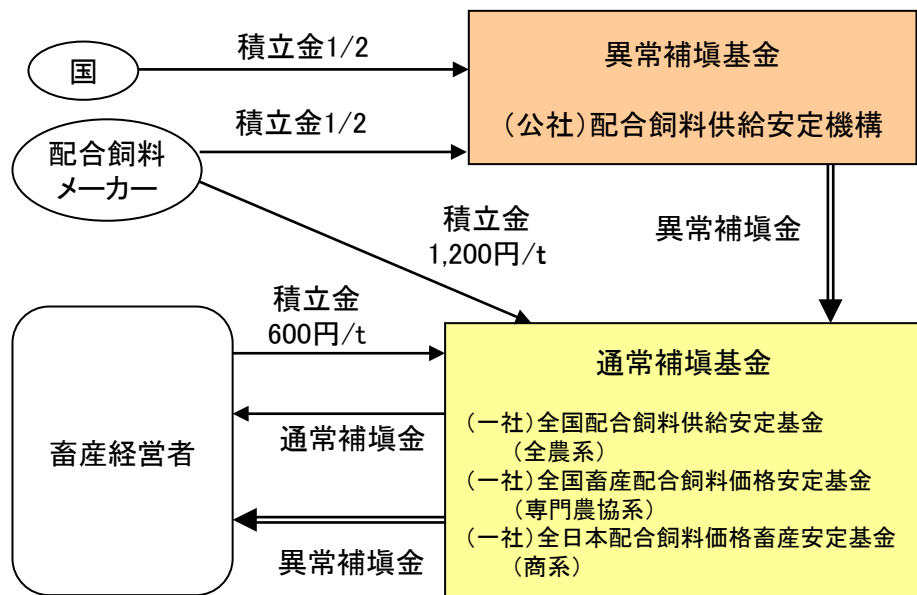 国
積立金1/2
異常補塡基金
（公社）配合飼料供給安定機構
積立金1/2
配合飼料
メーカー
積立金
1,200円/t
異常補塡金
積立金
600円/t
畜産経営者
通常補塡金
異常補塡金
通常補塡基金
（一社）全国配合飼料供給安定基金
（全農系）
（一社）全国畜産配合飼料価格安定基金
（専門農協系）
（一社）全日本配合飼料価格畜産安定基金
（商系）